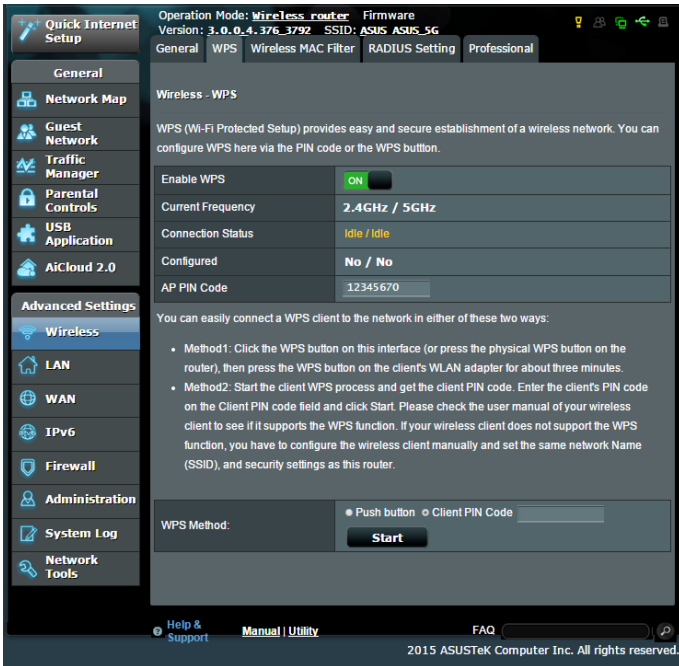 Quick Internet
Setup
Operation Mode: Wireless router Firmware
Version: 3.0.0.4.376_3792 SSID: ASUS ASUS_5G
General WPS Wireless MAC Filter RADIUS Setting Professional
General
Network Map
Guest
Network
Traffic
Manager
Parental
Controls
USB
Application
AiCloud 2.0
Advanced Settings
Wireless
LAN
WAN
IPv6
Firewall
Administration
System Log
Network
Tools
Wireless - WPS
WPS (Wi-Fi Protected Setup) provides easy and secure establishment of a wireless network. You can
configure WPS here via the PIN code or the WPS buttton.
Enable WPS ON
Current Frequency 2.4GHz / 5GHz
Connection Status Idle / Idle
Configured No / No
AP PIN Code 12345670
You can easily connect a WPS client to the network in either of these two ways:
• Method1: Click the WPS button on this interface (or press the physical WPS button on the
router), then press the WPS button on the client's WLAN adapter for about three minutes.
• Method2: Start the client WPS process and get the client PIN code. Enter the client's PIN code
on the Client PIN code field and click Start. Please check the user manual of your wireless
client to see if it supports the WPS function. If your wireless client does not support the WPS
function, you have to configure the wireless client manually and set the same network Name
(SSID), and security settings as this router.
WPS Method: Push button Client PIN Code
Start
Help &
Support
Manual | Utility
FAQ
2015 ASUSTeK Computer Inc. All rights reserved.